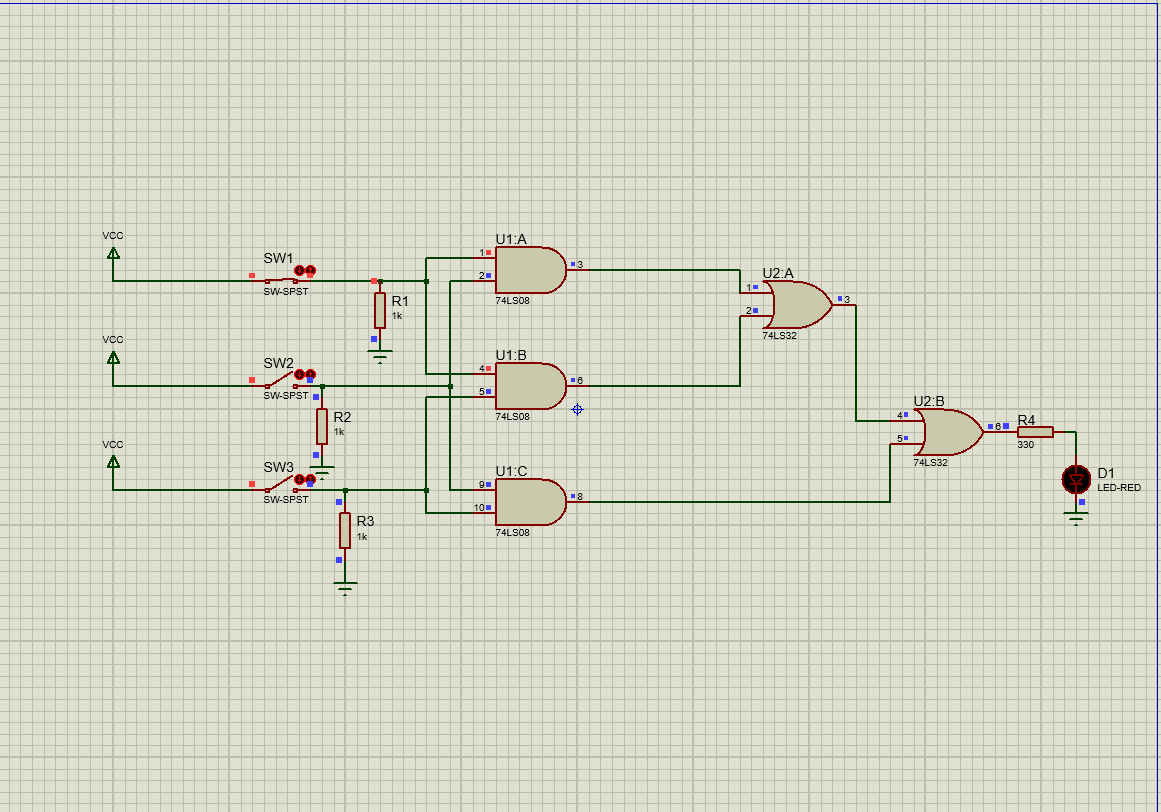 VCC
SW1
SW-SPST
R1
1k
VCC
SW2
SW-SPST
R2
1k
VCC
SW3
SW-SPST
R3
1k
U1:A
1
2
3
74LS08
U1:B
4
5
6
74LS08
U1:C
9
10
8
74LS08
U2:A
1
2
3
74LS32
U2:B
4
5
6
74LS32
R4
330
D1
LED-RED